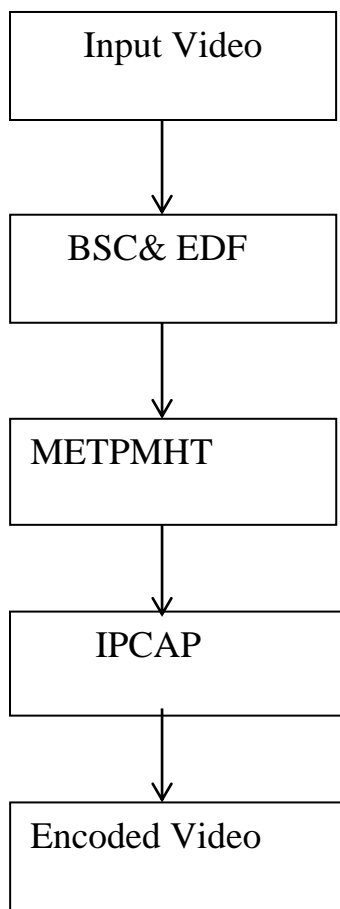 Input Video
BSC& EDF
METPMHT
IPCAP
Encoded Video